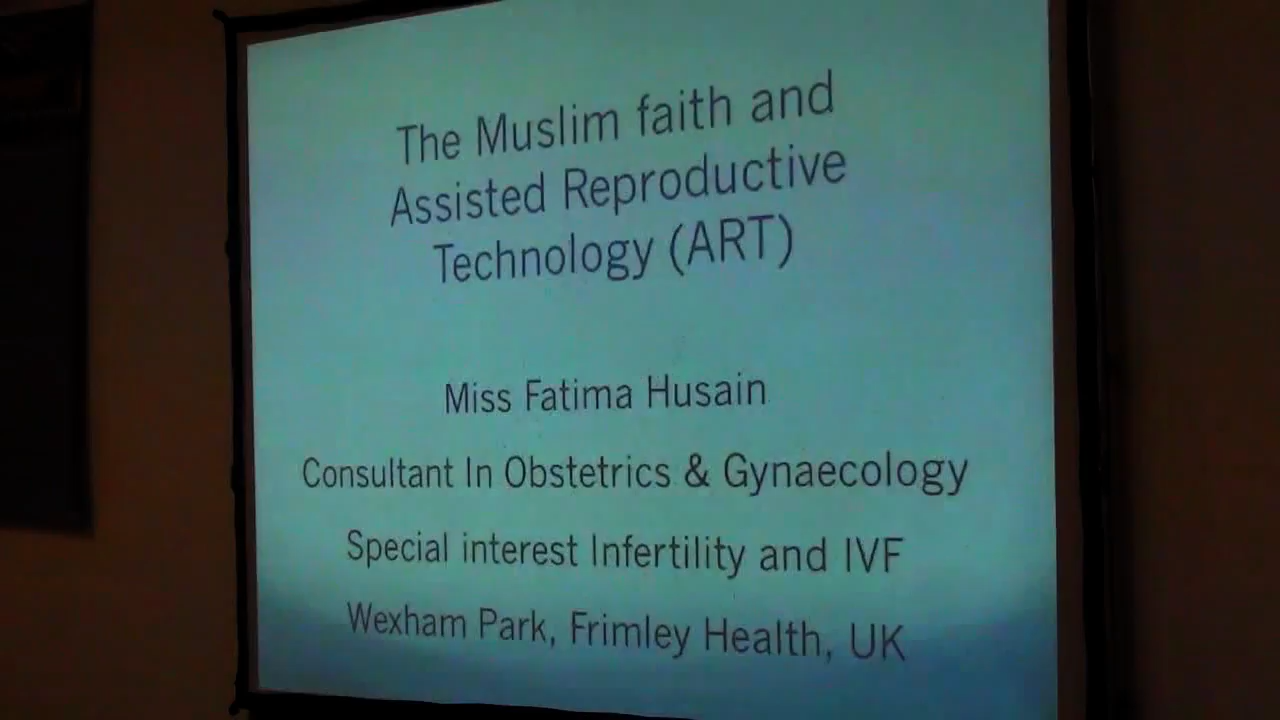 The Muslim faith and
Assisted Reproductive
Technology (ART)
Miss Fatima Husain
Consultant In Obstetrics & Gynaecology
Special interest Infertility and IVF
Wexham Park, Frimley Health, UK